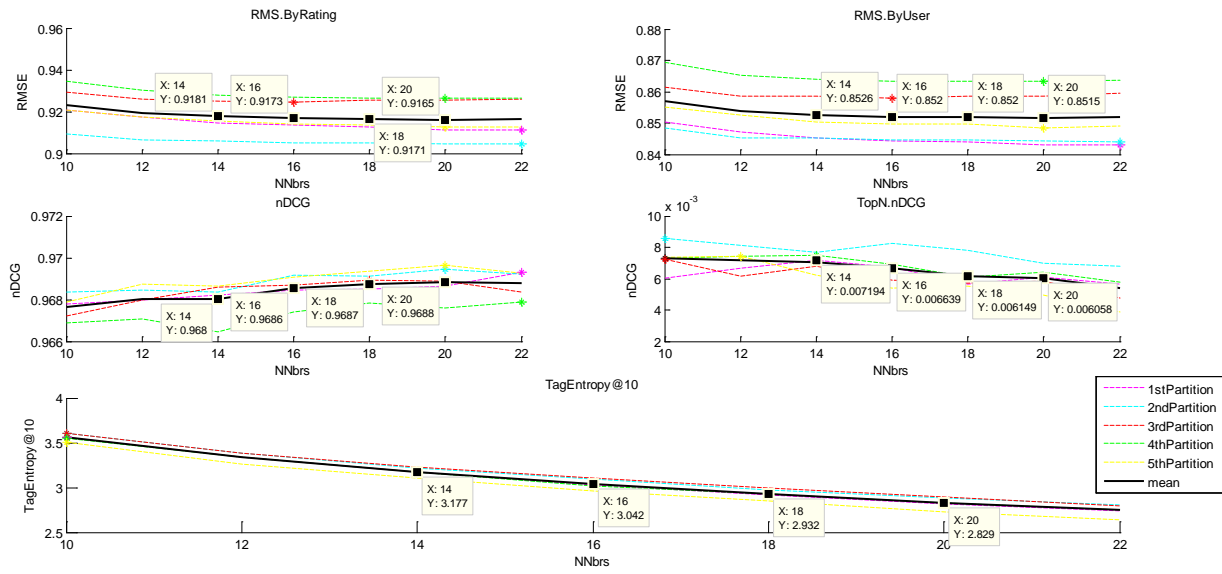 RMS.ByRating
0.96
0.94
0.92
0.9
RMSE
X: 14
Y: 0.9181
X: 16
Y: 0.9173
X: 20
Y: 0.9165
X: 18
Y: 0.9171
10 12 14 16 18 20 22
NNbrs
RMS.ByUser
0.88
0.87
0.86
0.85
0.84
RMSE
X: 14
Y: 0.8526
X: 16
Y: 0.852
X: 18
Y: 0.852
X: 20
Y: 0.8515
10 12 14 16 18 20 22
NNbrs
nDCG
0.972
0.97
0.968
0.966
nDCG
X: 14
Y: 0.968
X: 16
Y: 0.9686
X: 18
Y: 0.9687
X: 20
Y: 0.9688
10 12 14 16 18 20 22
NNbrs
TopN.nDCG
x 10-3
10
8
6
4
2
nDCG
X: 14
Y: 0.007194
X: 16
Y: 0.006639
X: 18
Y: 0.006149
X: 20
Y: 0.006058
10 12 14 16 18 20 22
NNbrs
TagEntropy@10
4
3.5
3
2.5
TagEntropy@10
X: 14
Y: 3.177
X: 16
Y: 3.042
X: 18
Y: 2.932
X: 20
Y: 2.829
10 12 14 16 18 20 22
NNbrs
1stPartition
2ndPartition
3rdPartition
4thPartition
5thPartition
mean